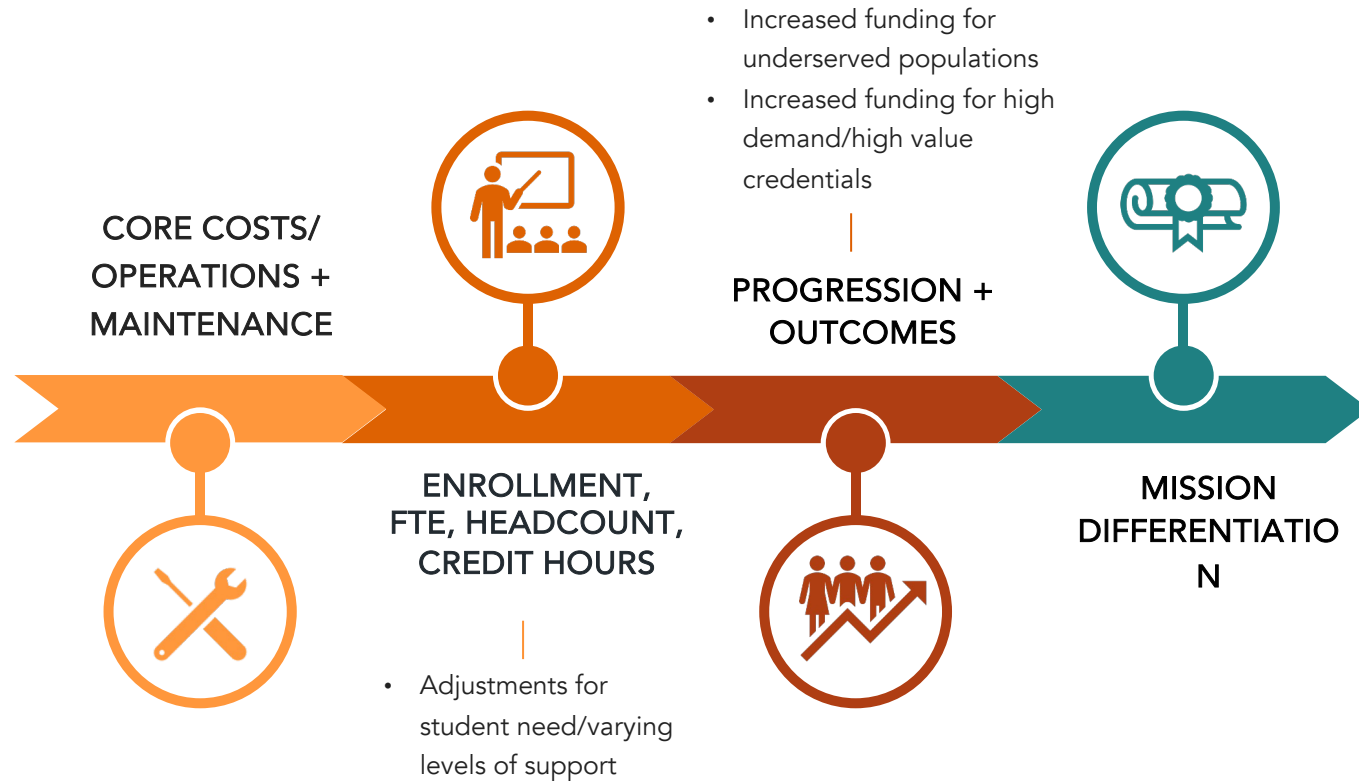 CORE COSTS/
OPERATIONS +
MAINTENANCE
ENROLLMENT,
FTE, HEADCOUNT,
CREDIT HOURS
• Adjustments for
student need/varying
levels of support
• Increased funding for
underserved populations
• Increased funding for high
demand/high value
credentials
PROGRESSION +
OUTCOMES
MISSION
DIFFERENTIATIO
N